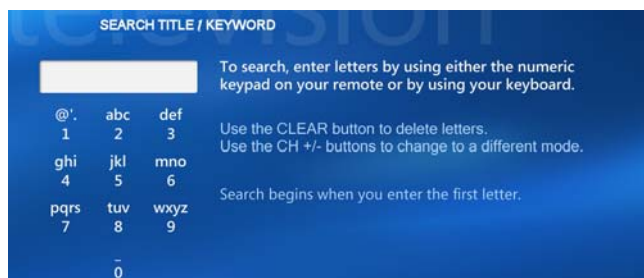 television
SEARCH TITLE / KEYWORD
To search, enter letters by using either the numeric
keypad on your remote or by using your keyboard.
@'. abc def
1 2 3
Use the CLEAR button to delete letters.
Use the CH +/- buttons to change to a different mode.
ghi jkl mno
4 5 6
Search begins when you enter the first letter.
pqrs tuv wxyz
7 8 9
_
0